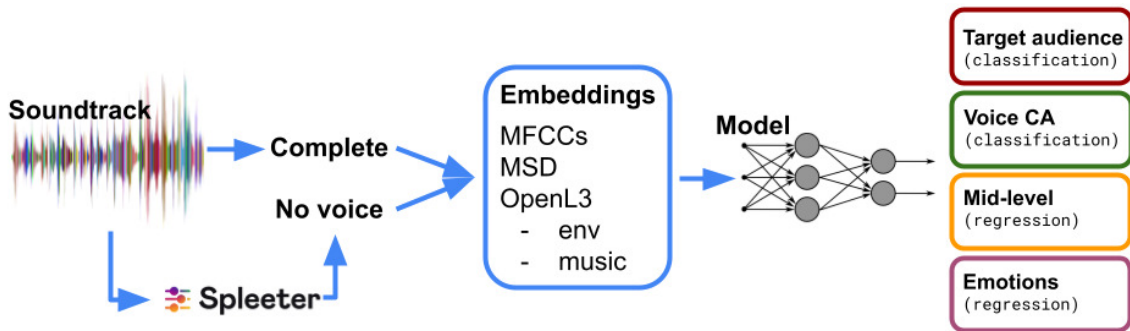 Soundtrack
Complete
No voice
Spleeter
Embeddings
MFCCs
MSD
OpenL3
- env
- music
Model
Target audience
(classification)
Voice CA
(classification)
Mid-level
(regression)
Emotions
(regression)